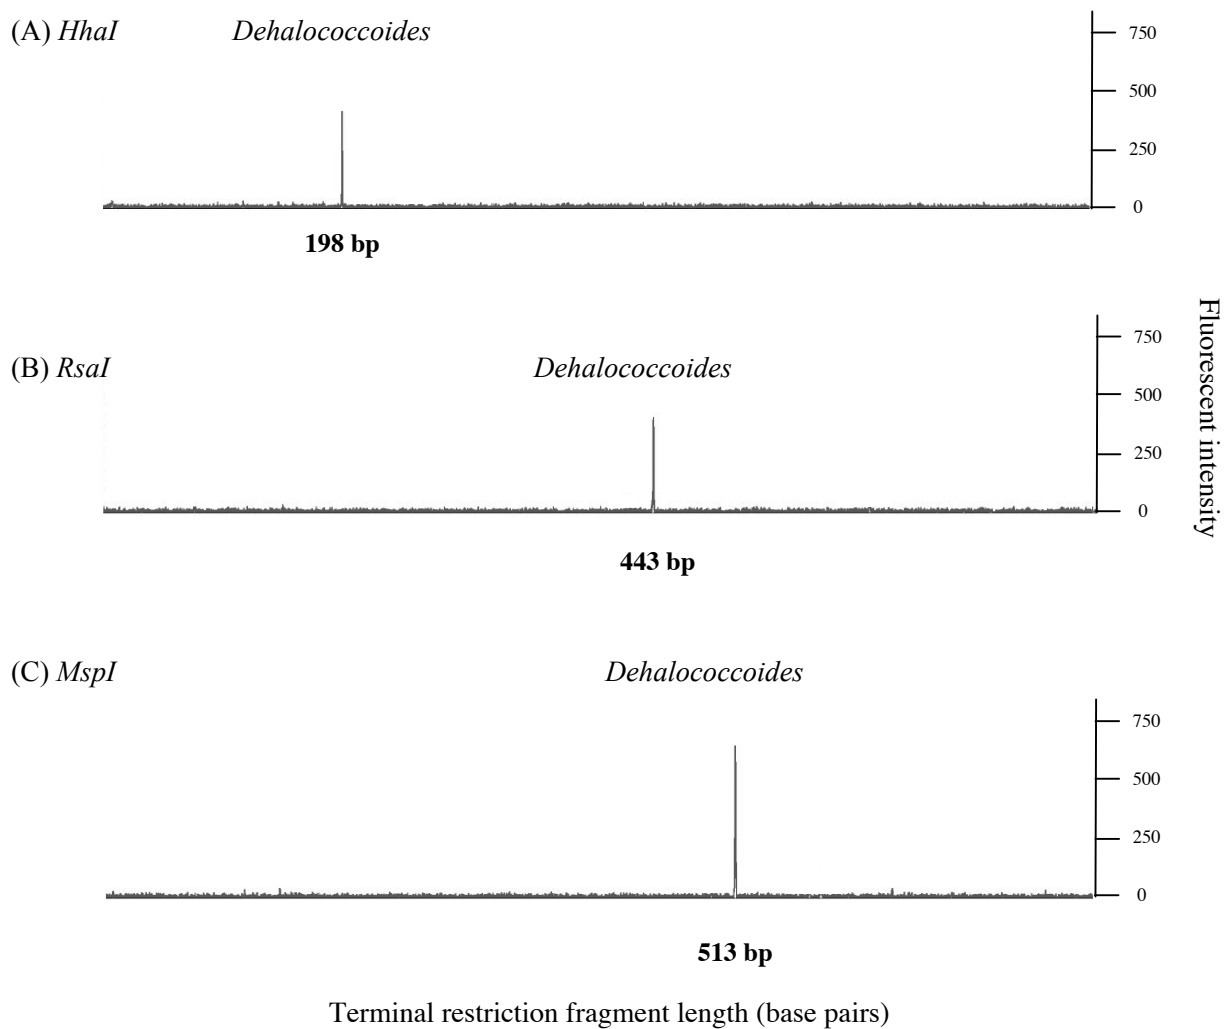 (A) HhaI Dehalococcoides
750
500
250
0
198 bp
(B) RsaI Dehalococcoides
750
500
250
0
443 bp
Fluorescent intensity
(C) MspI Dehalococcoides
750
500
250
0
513 bp
Terminal restriction fragment length (base pairs)